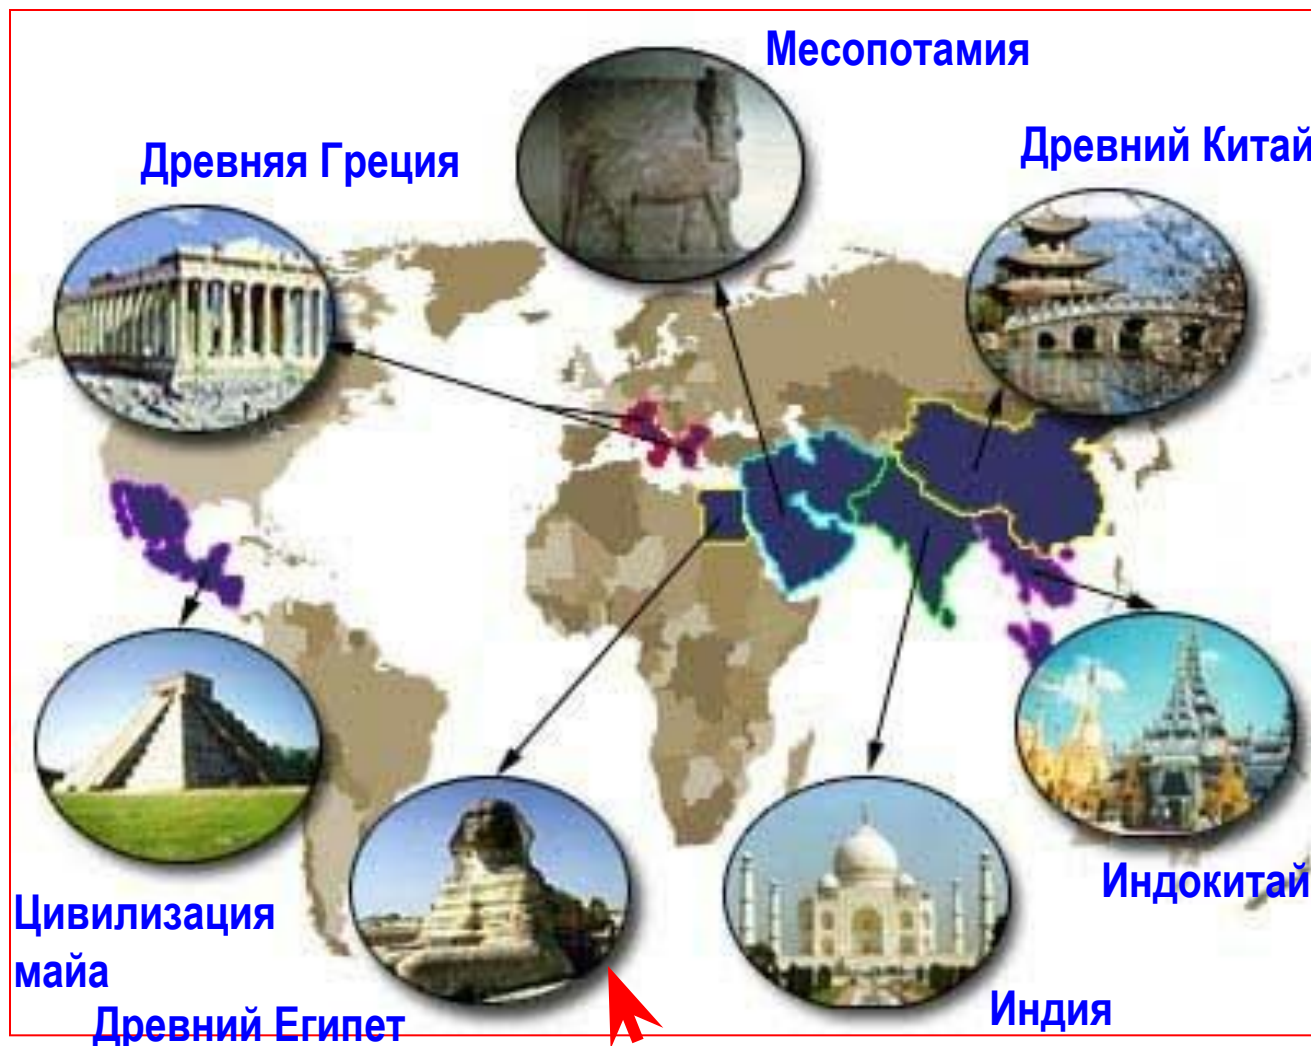 Месопотамия
Древний Китай
Древняя Греция
Индокитай
Цивилизация
майа
Индия
Древний Египет